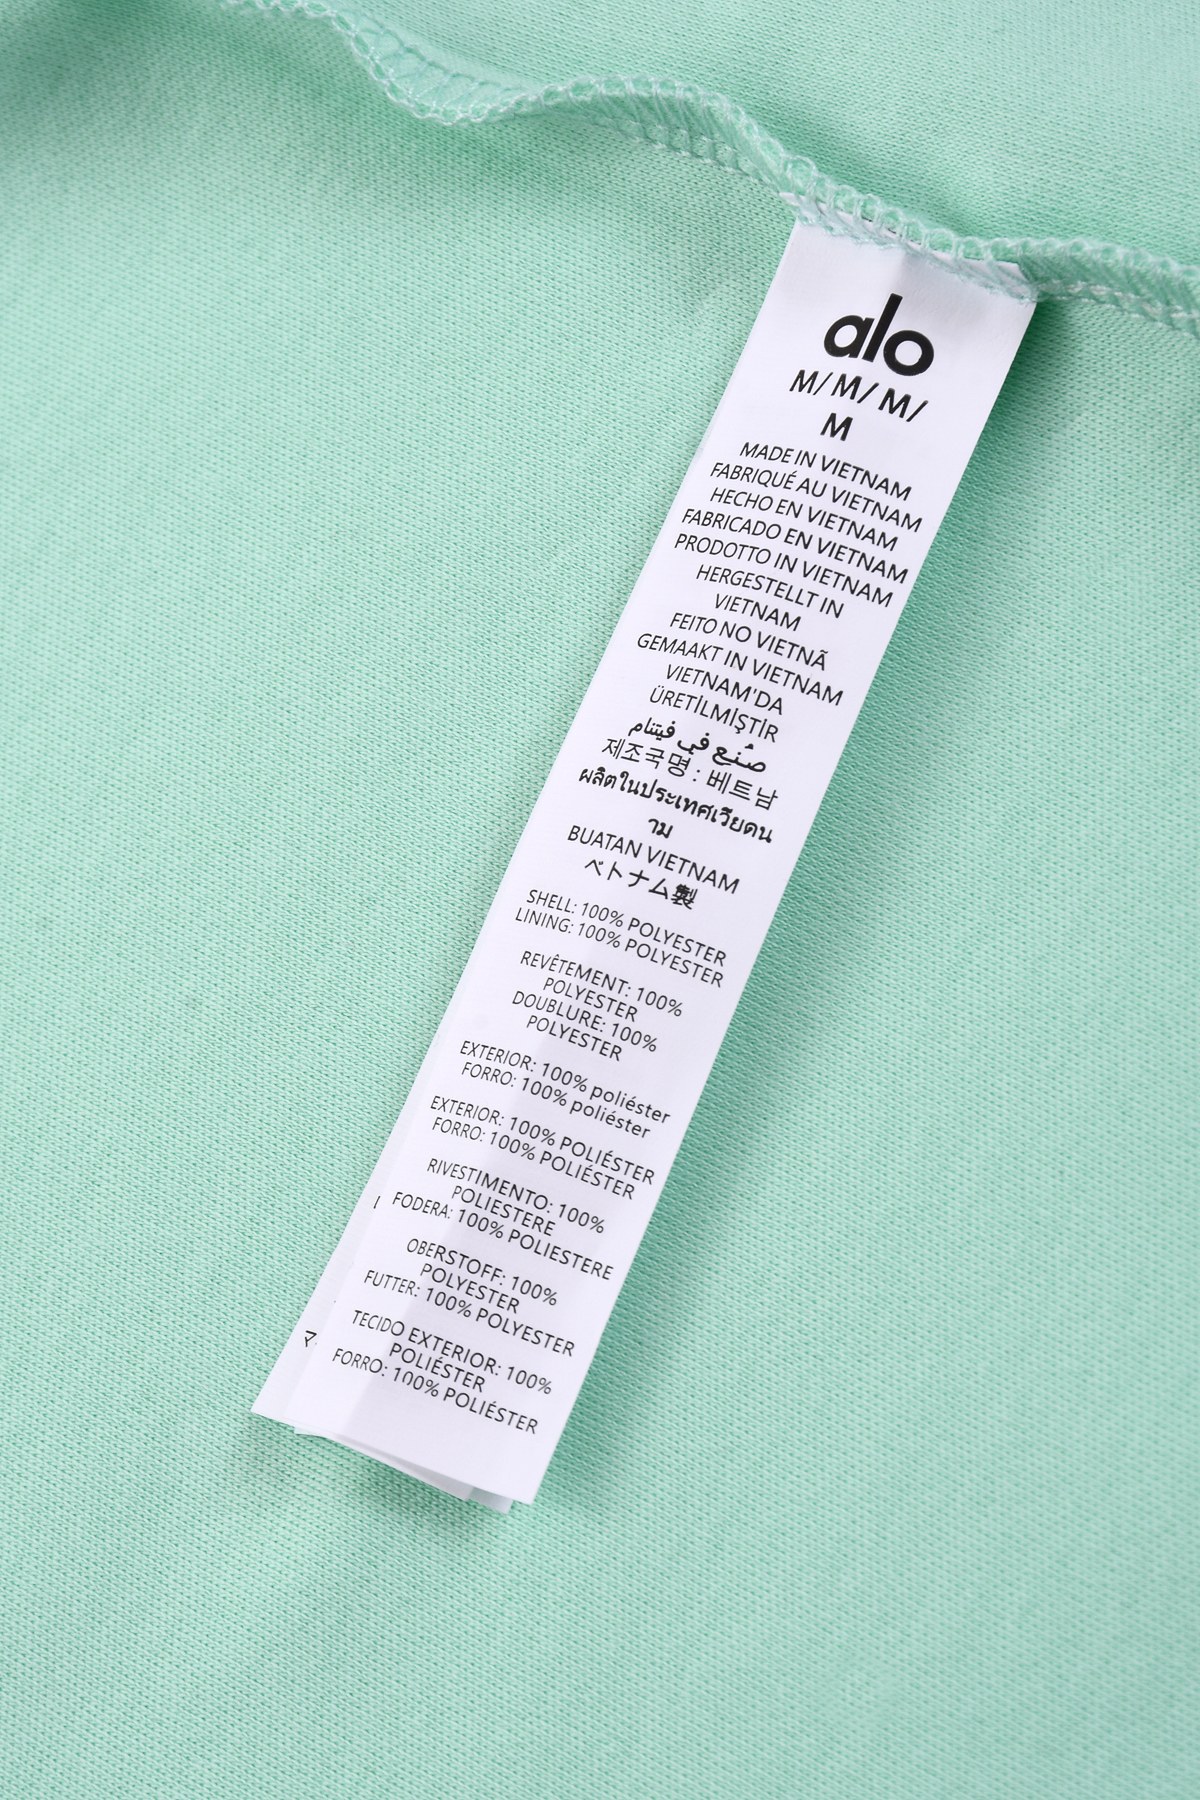 alo
M/ M/ M/
M
MADE IN VIETNAM
FABRIQUÉ AU VIETNAM
HECHO EN VIETNAM
FABRICADO EN VIETNAM
PRODOTTO IN VIETNAM
HERGESTELLT IN
VIETNAM
FEITO NO VIETNÃ
GEMAAKT IN VIETNAM
VIETNAM'DA
ÜRETİLMİŞTİR
صُنع في فيتنام
제조국명 : 베트남
ผลิตในประเทศเวียดน
าม
BUATAN VIETNAM
ベトナム製
SHELL: 100% POLYESTER
LINING: 100% POLYESTER
REVÊTEMENT: 100%
POLYESTER
DOUBLURE: 100%
POLYESTER
EXTERIOR: 100% poliéster
FORRO: 100% poliéster
EXTERIOR: 100% POLIÉSTER
FORRO: 100% POLIÉSTER
RIVESTIMENTO: 100%
POLIESTERE
FODERA: 100% POLIESTERE
OBERSTOFF: 100%
POLYESTER
FUTTER: 100% POLYESTER
TECIDO EXTERIOR: 100%
POLIÉSTER
FORRO: 100% POLIÉSTER